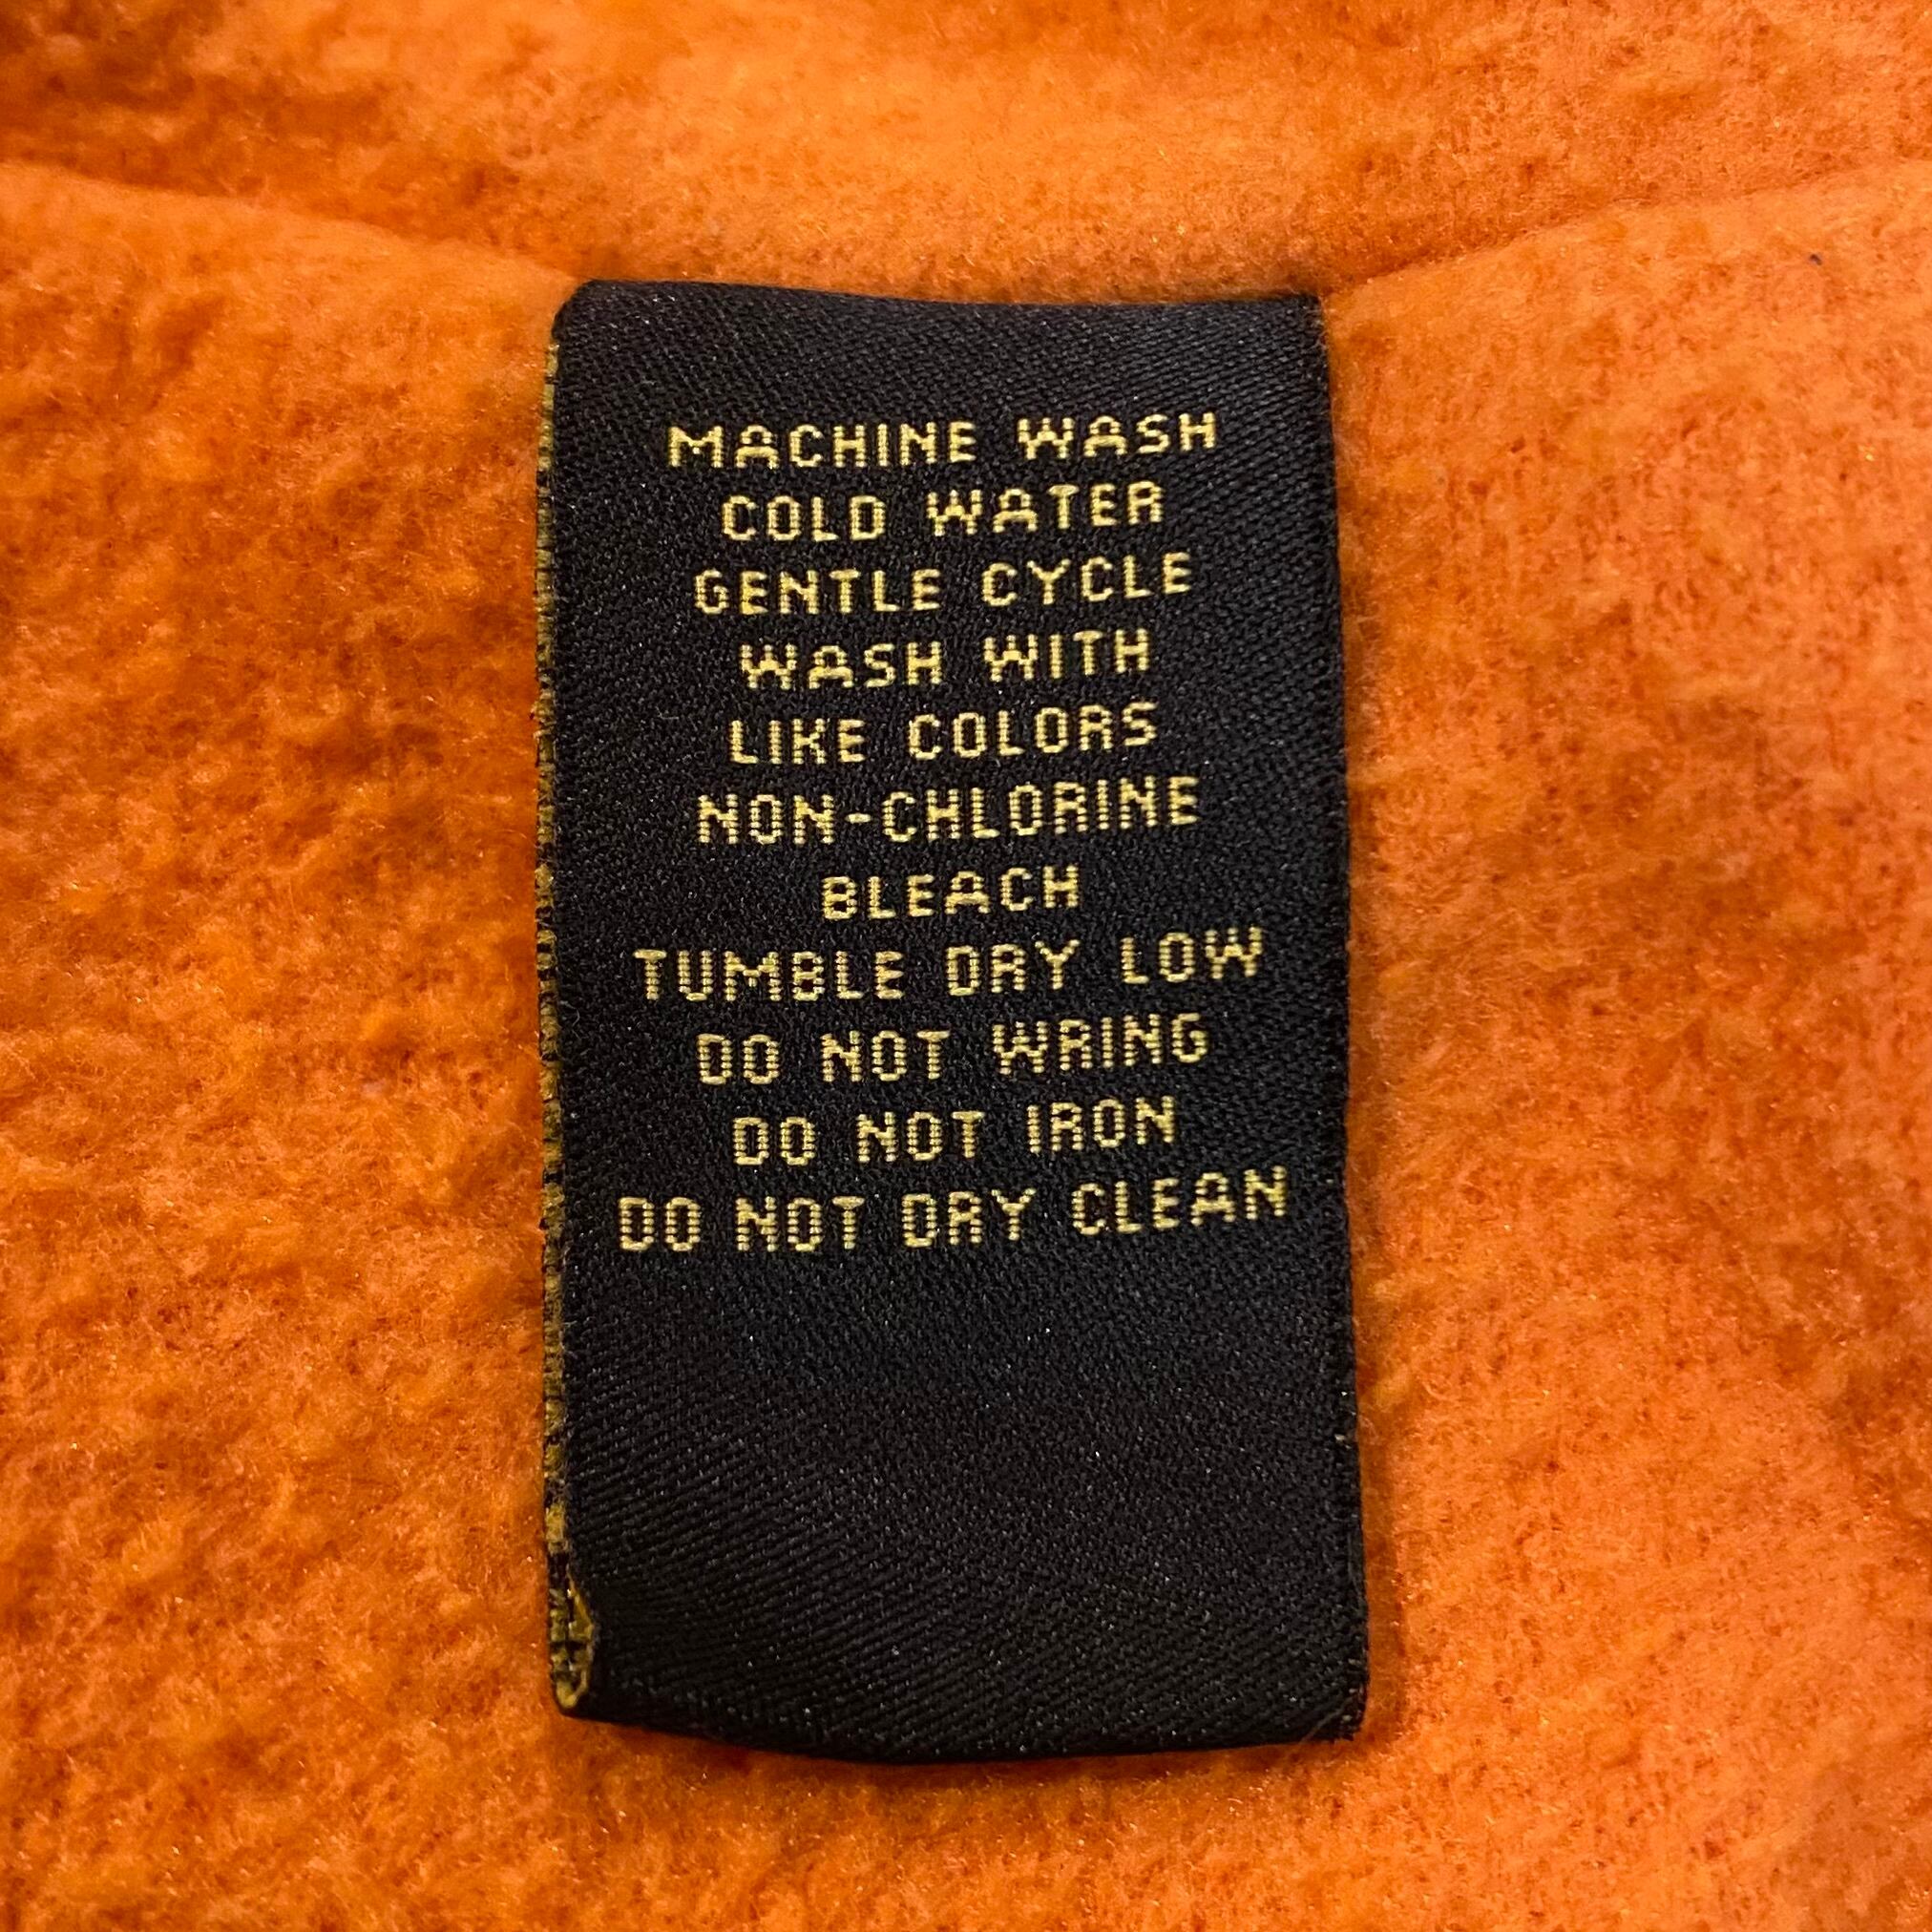 MACHINE WASH
COLD WATER
GENTLE CYCLE
WASH WITH
LIKE COLORS
NON-CHLORINE
BLEACH
TUMBLE DRY LOW
DO NOT WRING
DO NOT IRON
DO NOT DRY CLEAN